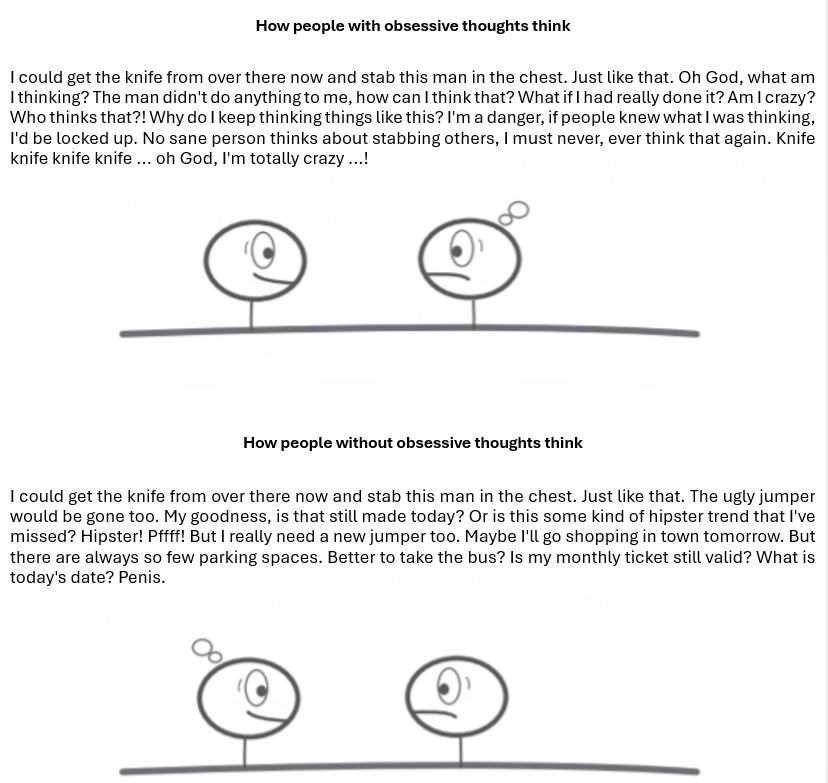 How people with obsessive thoughts think
I could get the knife from over there now and stab this man in the chest. Just like that. Oh God, what am
I thinking? The man didn't do anything to me, how can I think that? What if I had really done it? Am I crazy?
Who thinks that?! Why do I keep thinking things like this? I'm a danger, if people knew what I was thinking,
I'd be locked up. No sane person thinks about stabbing others, I must never, ever think that again. Knife
knife knife knife ... oh God, I'm totally crazy ...!
How people without obsessive thoughts think
I could get the knife from over there now and stab this man in the chest. Just like that. The ugly jumper
would be gone too. My goodness, is that still made today? Or is this some kind of hipster trend that I've
missed? Hipster! Pffff! But I really need a new jumper too. Maybe I'll go shopping in town tomorrow. But
there are always so few parking spaces. Better to take the bus? Is my monthly ticket still valid? What is
today's date? Penis.